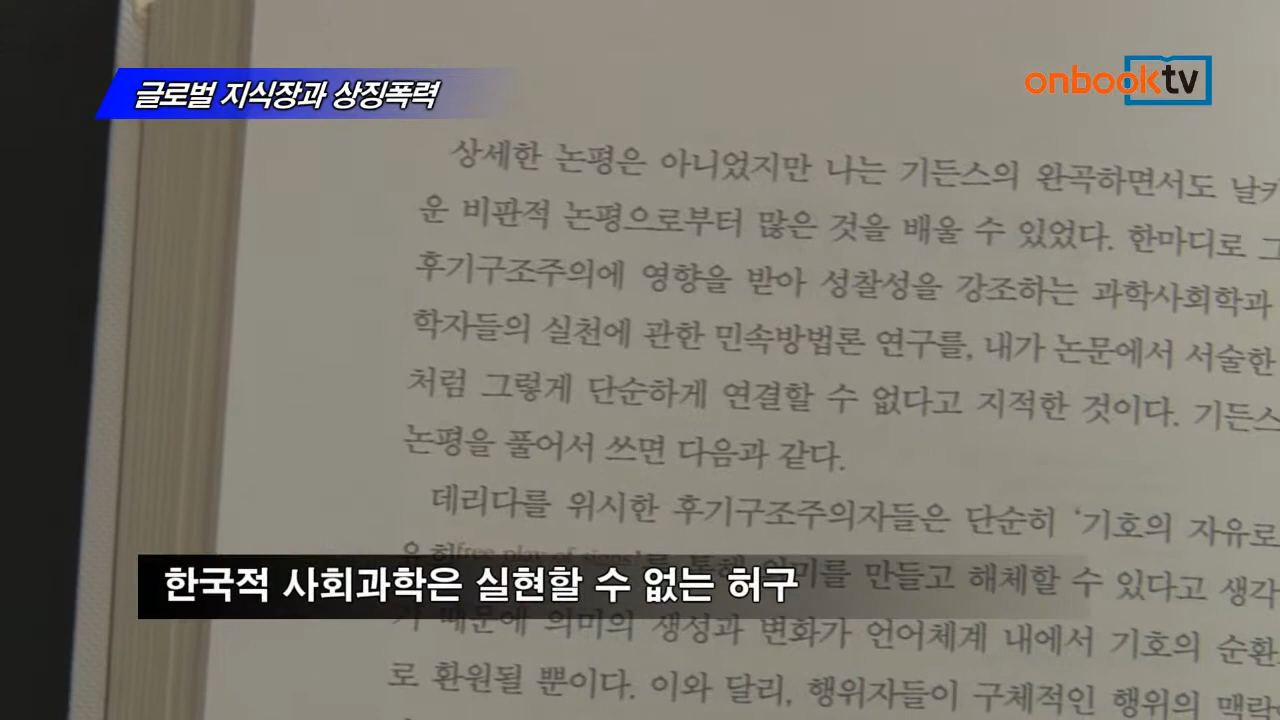 글로벌 지식장과 상징폭력
onbooktv
상세한 논평은 아니었지만 나는 기든스의 완곡하면서도
운 비판적 논평으로부터 많은 것을 배울 수 있었다. 한마디로 그
후기구조주의에 영향을 받아 성찰성을 강조하는 과학사회학과
학자들의 실천에 관한 민속방법론 연구를, 내가 논문에서 서술한
처럼 그렇게 단순하게 연결할 수 없다고 지적한 것이다. 기든스
논평을 풀어서 쓰면 다음과 같다.
데리다를 위시한 후기구조주의자들은 단순히 ‘기호의 자유로
만들고 해체할 수 있다고 생각
한국적 사회과학은 실현할 수 없는 허구
때문에 의미의 생성과 변화가 언어체계 내에서 기호의 순환
로 환원될 뿐이다. 이와 달리, 행위자들이 구체적인 행위의 맥락